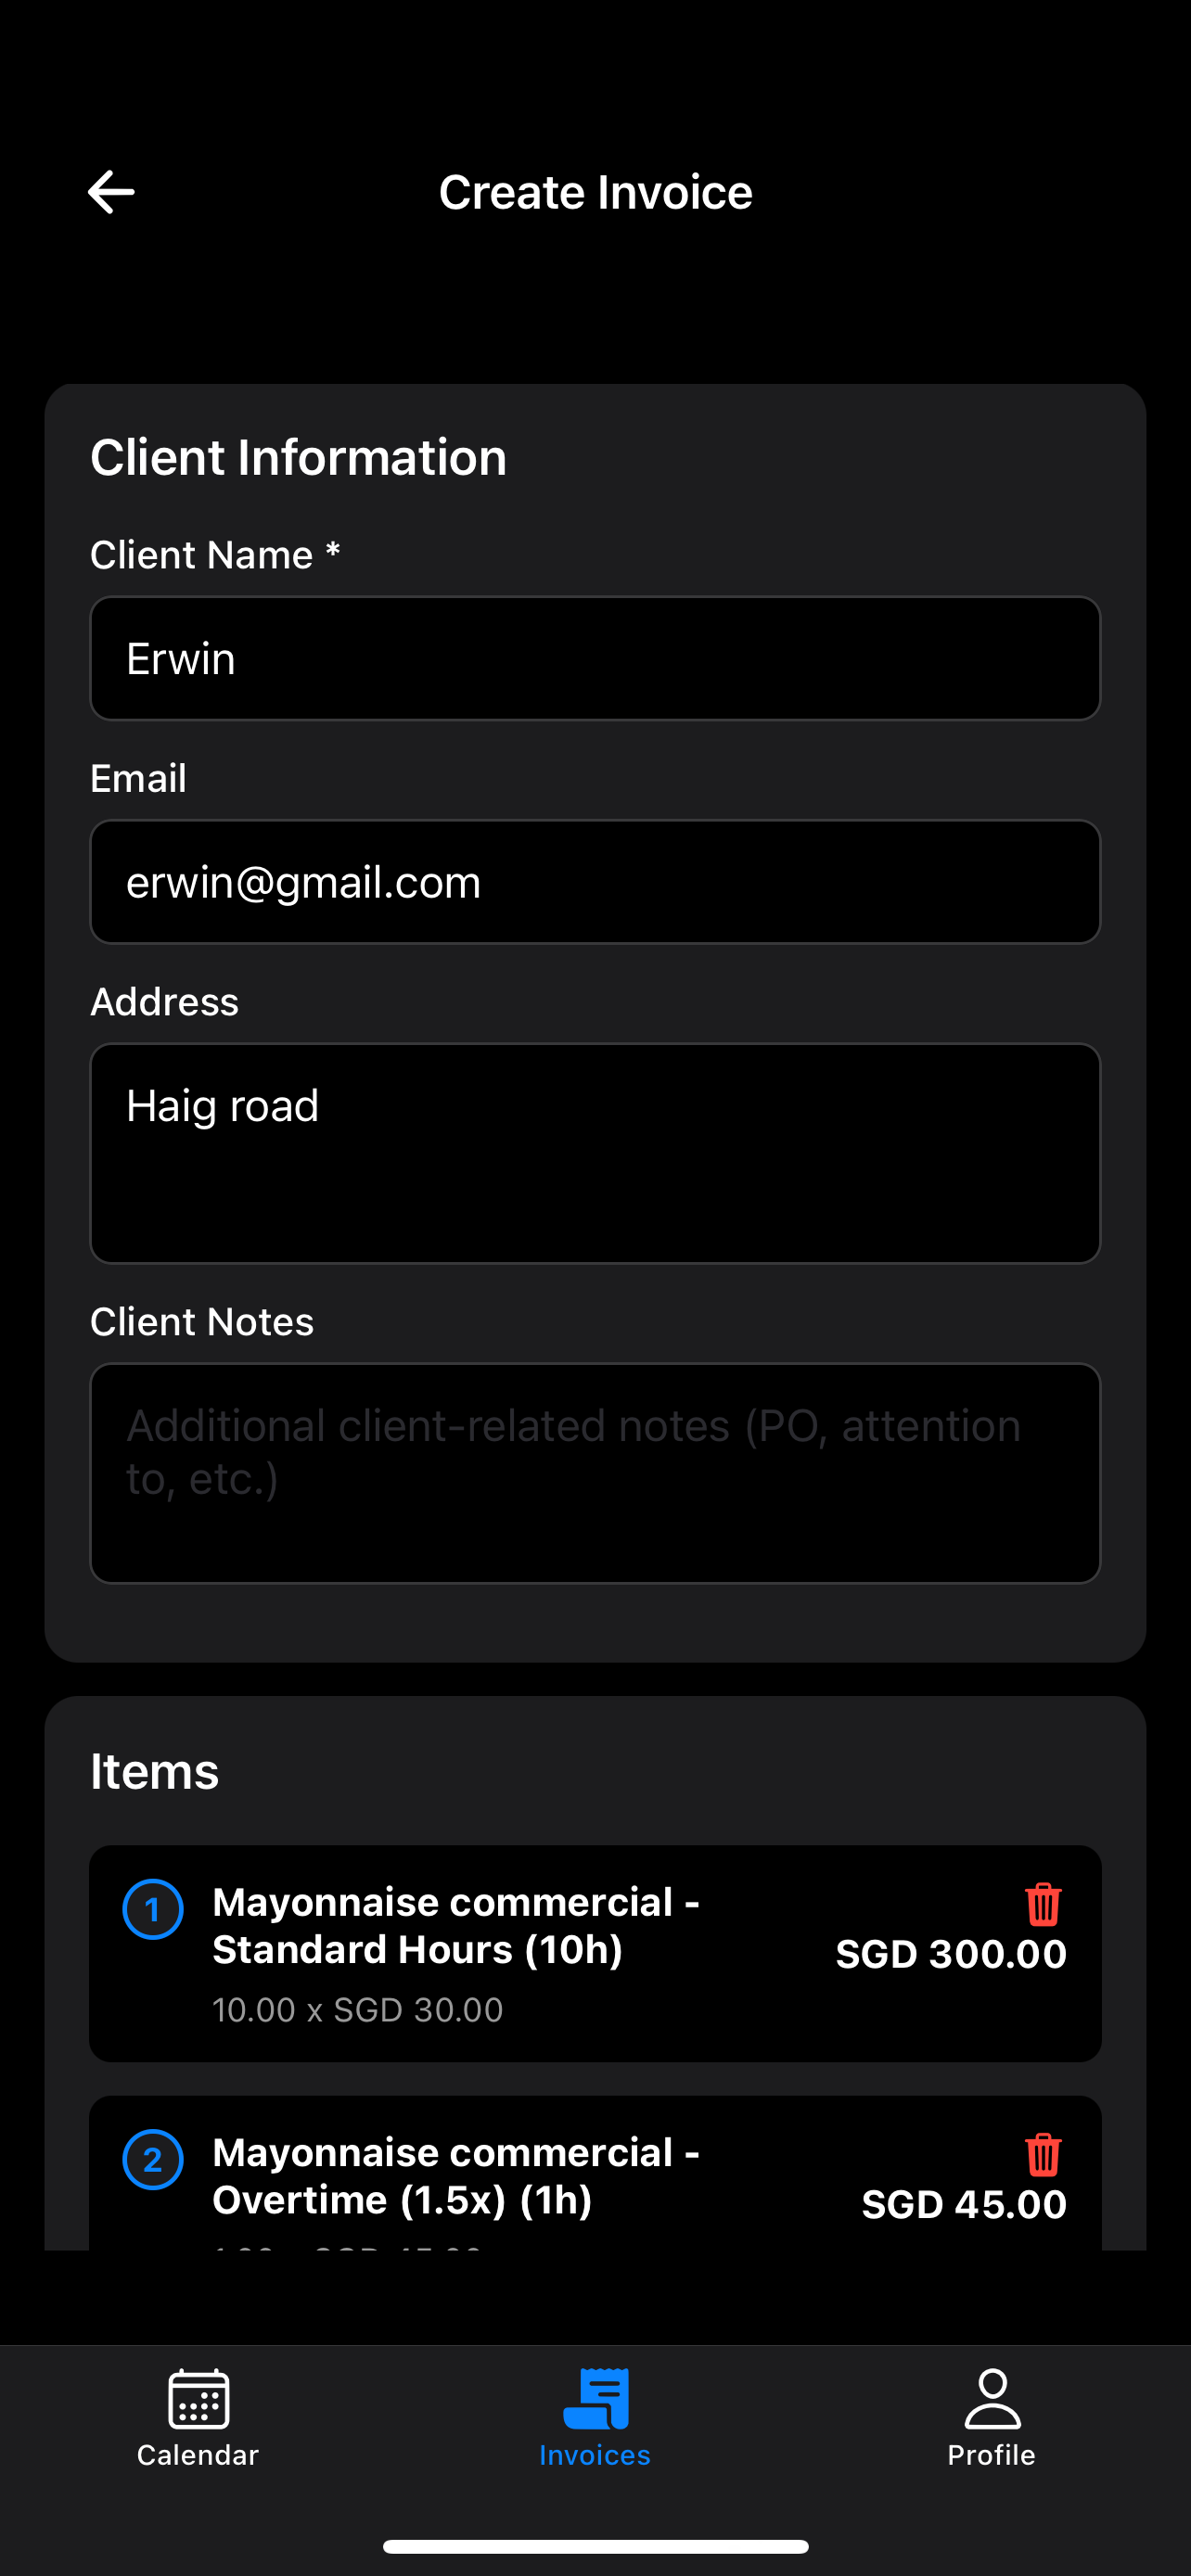 Create Invoice
Client Information
Client Name *
Erwin
Email
erwin@gmail.com
Address
Haig road
Client Notes
Additional client-related notes (PO, attention
to, etc.)
Items
1
Mayonnaise commercial -
Standard Hours (10h)
SGD 300.00
10.00 x SGD 30.00
2
Mayonnaise commercial -
Overtime (1.5x) (1h)
SGD 45.00
Calendar
Invoices
Profile